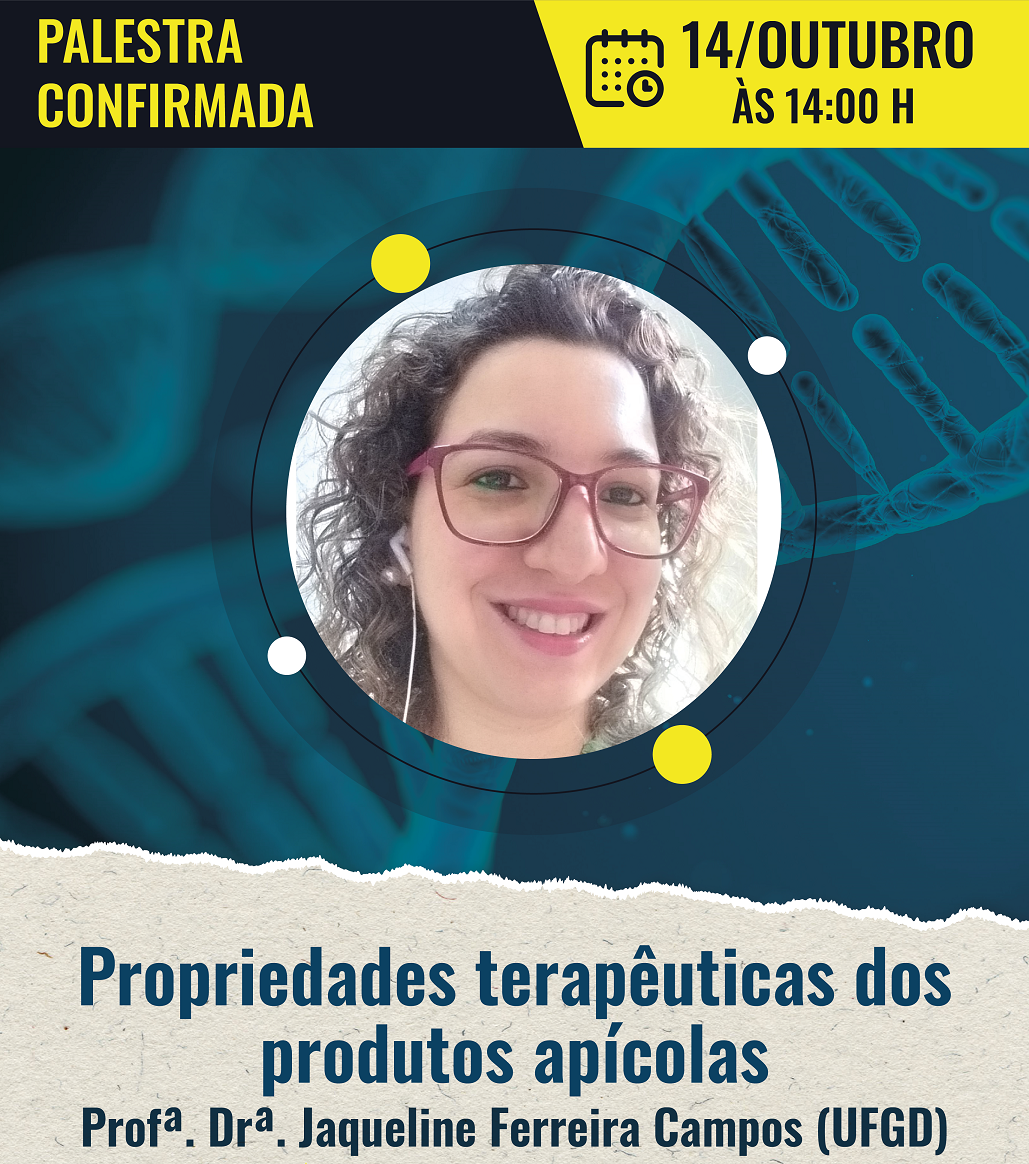 PALESTRA
CONFIRMADA
14/OUTUBRO
ÀS 14:00 H
Propriedades terapêuticas dos
produtos apícolas
Profª. Drª. Jaqueline Ferreira Campos (UFGD)